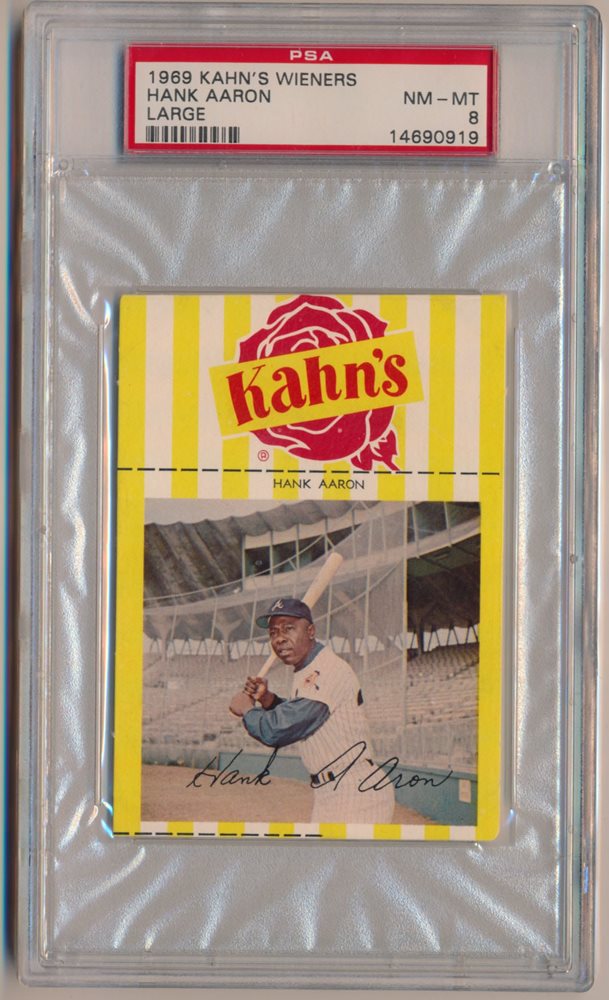 PSA
1969 KAHN'S WIENERS
HANK AARON NM-MT
LARGE 8
14690919
Kahn's
®
HANK AARON
A
Hank Aaron